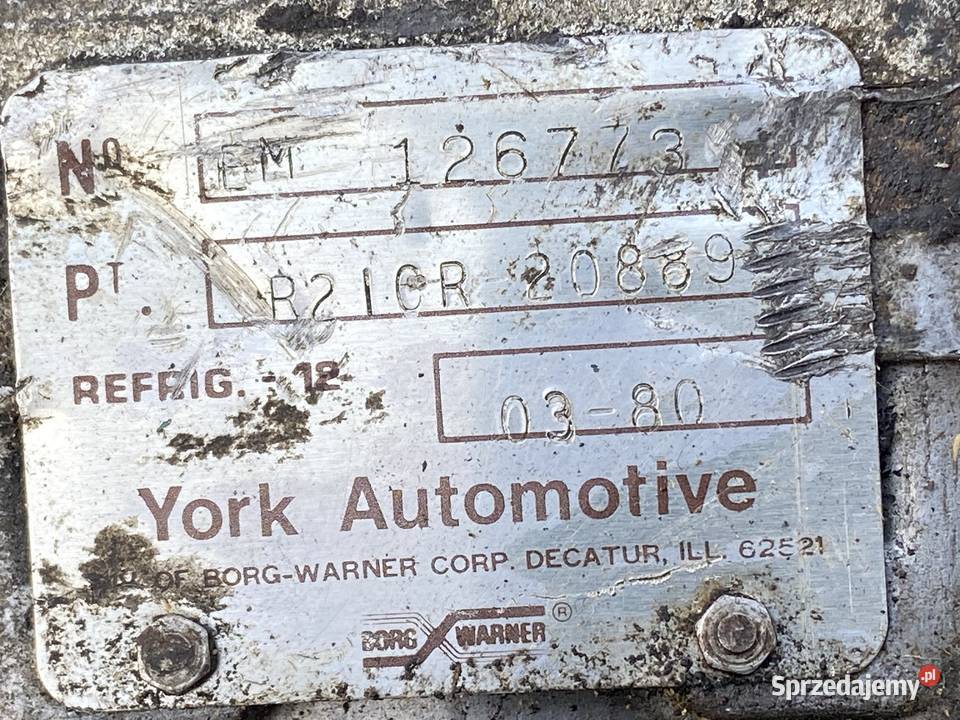 Nº EM 126773
PT. R21CR 20889
REFRIG. - 12
03-80
York Automotive
OF BORG-WARNER CORP. DECATUR, ILL. 62521
BORG WARNER ®
Sprzedajemy.pl